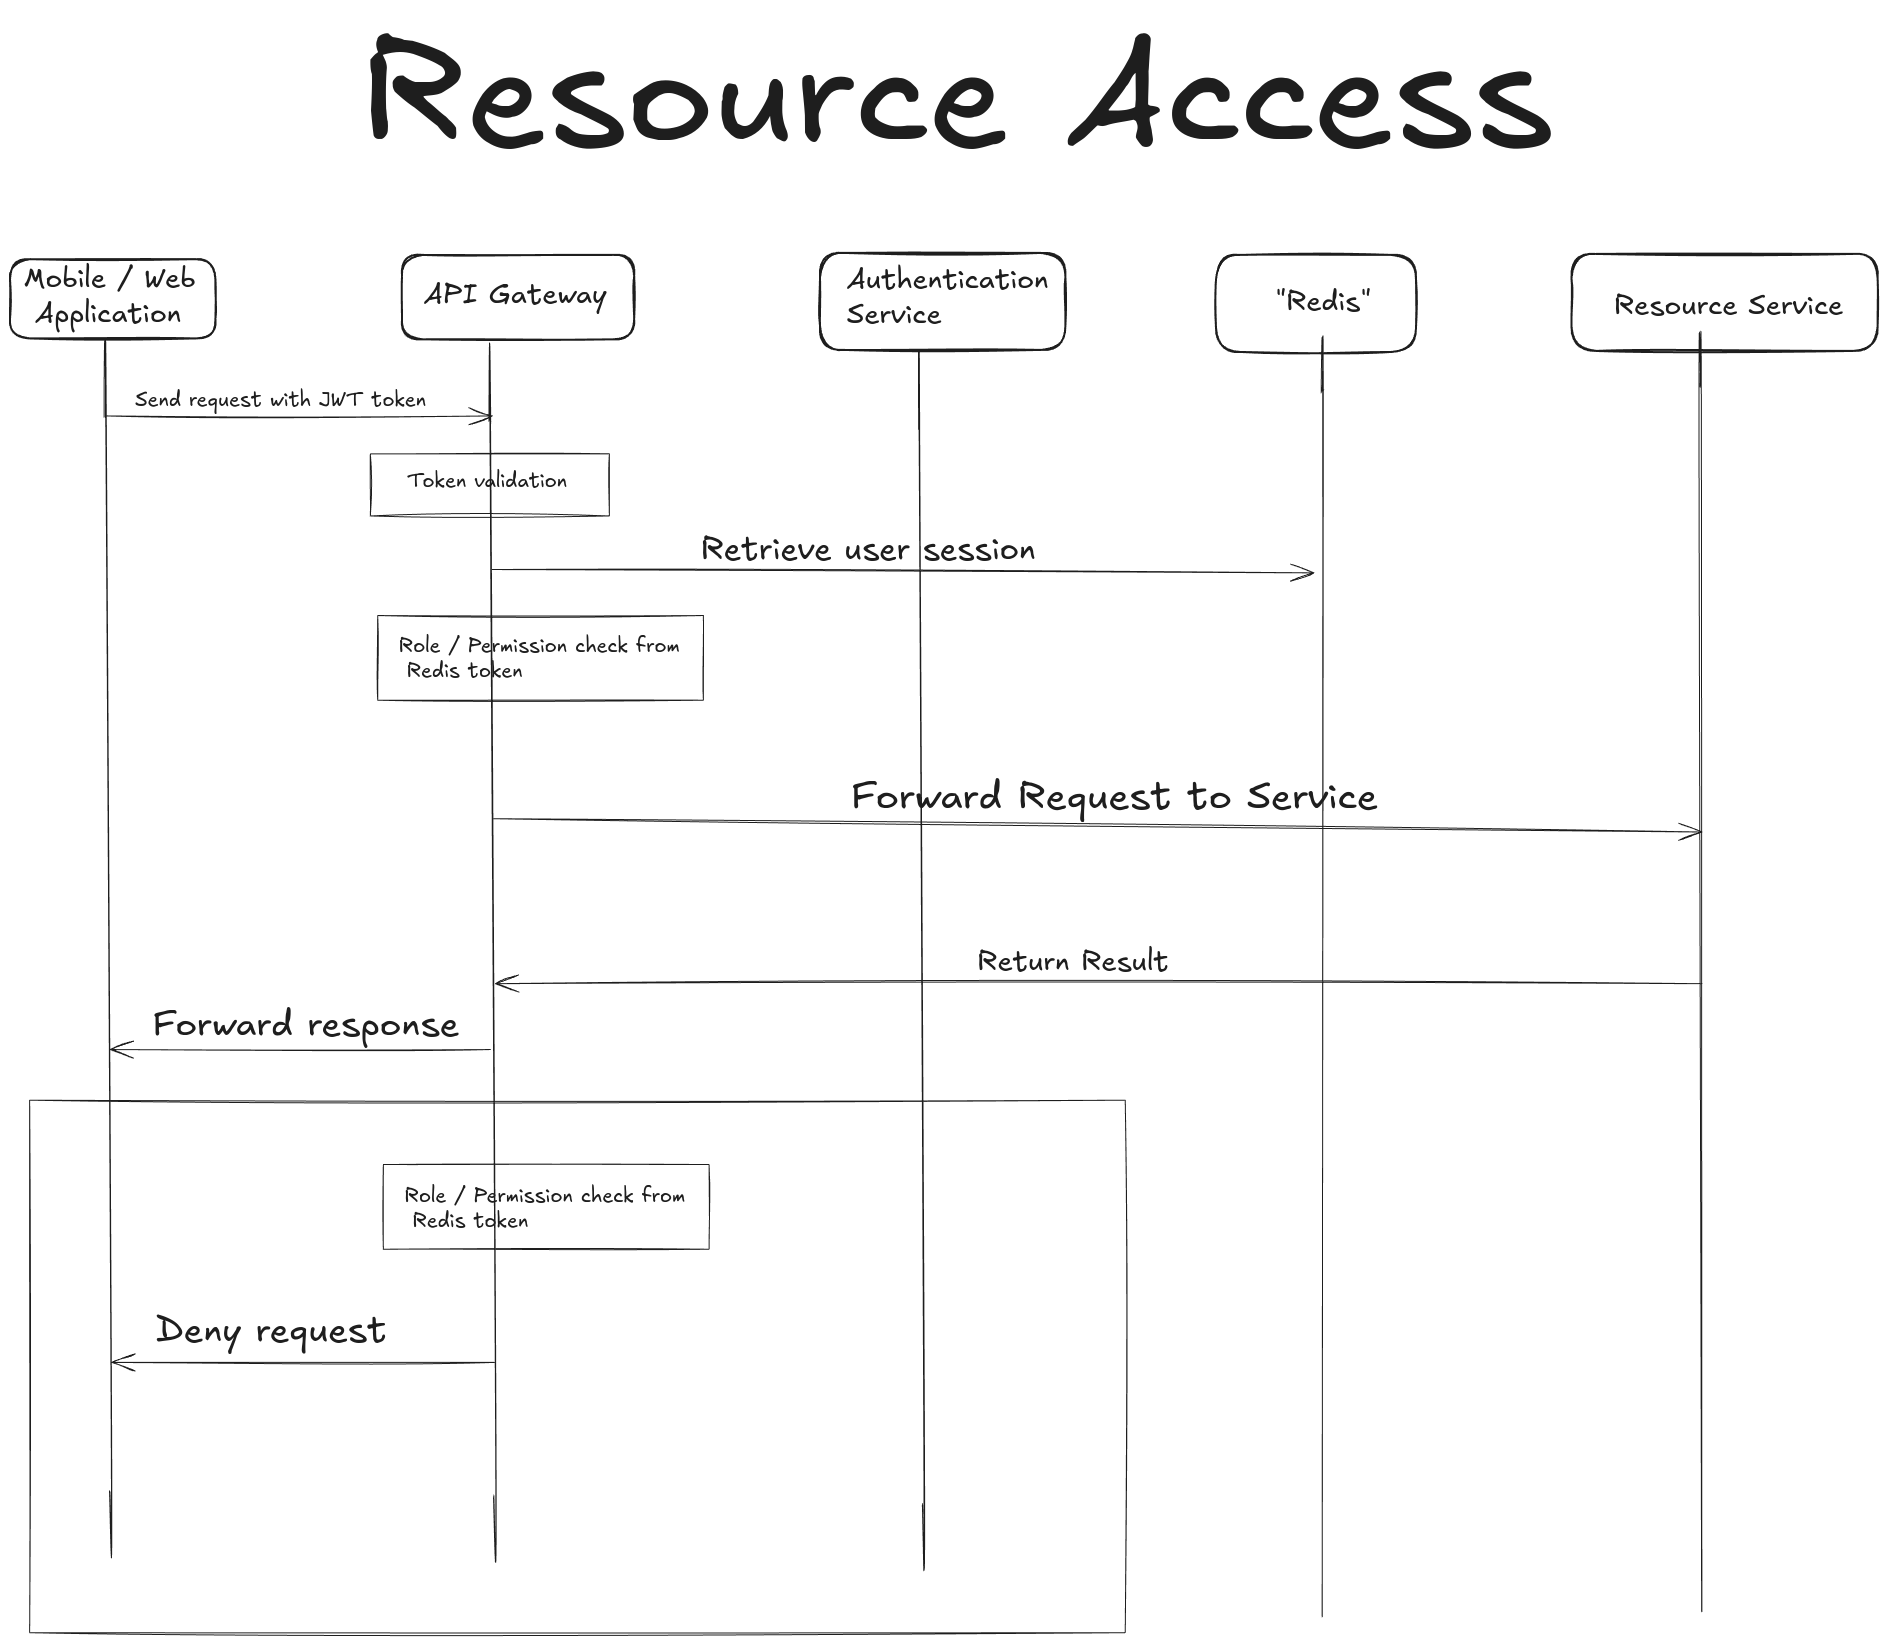 Resource Access
Mobile / Web
Application
API Gateway
Authentication
Service
"Redis"
Resource Service
Send request with JWT token
Token validation
Retrieve user session
Role / Permission check from
Redis token
Forward Request to Service
Return Result
Forward response
Role / Permission check from
Redis token
Deny request